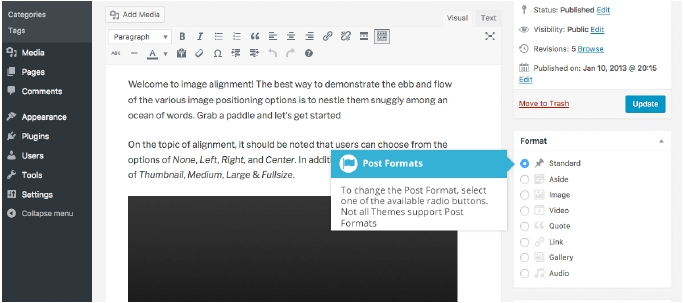 Categories
Tags
Media
Pages
Comments
Appearance
Plugins
Users
Tools
Settings
Collapse menu
Add Media
Visual
Text
Paragraph
B I
ABC
A
Welcome to image alignment! The best way to demonstrate the ebb and flow
of the various image positioning options is to nestle them snuggly among an
ocean of words. Grab a paddle and let's get started
On the topic of alignment, it should be noted that users can choose from the
options of None, Left, Right, and Center. In additi
of Thumbnail, Medium, Large & Fullsize.
Post Formats
To change the Post Format, select
one of the available radio buttons.
Not all Themes support Post
Formats
Status: Published Edit
Visibility: Public Edit
Revisions: 5 Browse
Published on: Jan 10, 2013 @ 20:15
Edit
Move to Trash
Update
Format
Standard
Aside
Image
Video
Quote
Link
Gallery
Audio